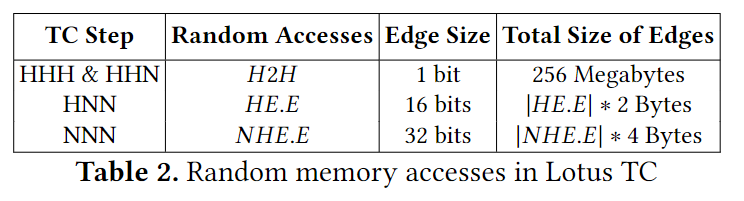 TC Step Random Accesses Edge Size Total Size of Edges
HHH & HHN H2H 1 bit 256 Megabytes
HNN HE.E 16 bits |HE.E| ∗ 2 Bytes
NNN NHE.E 32 bits |NHE.E| ∗ 4 Bytes
Table 2. Random memory accesses in Lotus TC